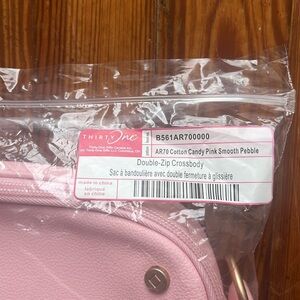 THIRTY One
B561AR700000
AR70 Cotton Candy Pink Smooth Pebble
Double-Zip Crossbody
Sac à bandoulière avec double fermeture à glissière
made in china
fabriqué
en chine